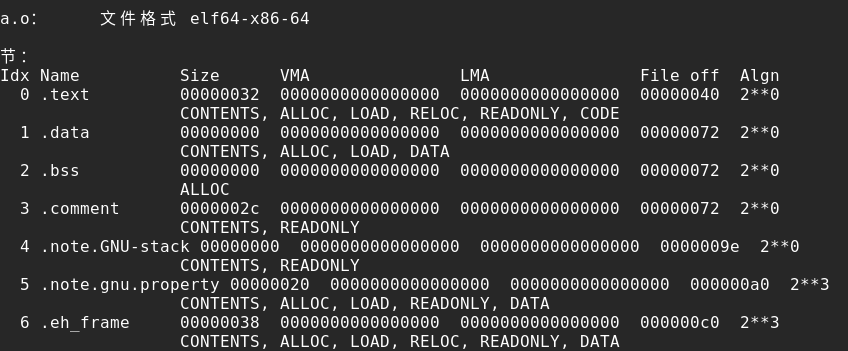 a.o：      文件格式 elf64-x86-64

节：
Idx Name          Size      VMA               LMA               File off  Algn
  0 .text         00000032  0000000000000000  0000000000000000  00000040  2**0
                  CONTENTS, ALLOC, LOAD, RELOC, READONLY, CODE
  1 .data         00000000  0000000000000000  0000000000000000  00000072  2**0
                  CONTENTS, ALLOC, LOAD, DATA
  2 .bss          00000000  0000000000000000  0000000000000000  00000072  2**0
                  ALLOC
  3 .comment      0000002c  0000000000000000  0000000000000000  00000072  2**0
                  CONTENTS, READONLY
  4 .note.GNU-stack 00000000  0000000000000000  0000000000000000  0000009e  2**0
                  CONTENTS, READONLY
  5 .note.gnu.property 00000020  0000000000000000  0000000000000000  000000a0  2**3
                  CONTENTS, ALLOC, LOAD, READONLY, DATA
  6 .eh_frame     00000038  0000000000000000  0000000000000000  000000c0  2**3
                  CONTENTS, ALLOC, LOAD, RELOC, READONLY, DATA